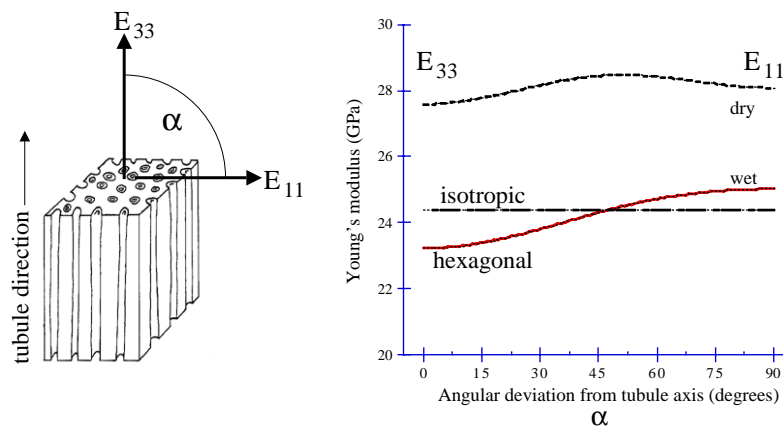 E33
α
E11
tubule direction
Young's modulus (GPa)
30
28
26
24
22
20
E33
E11
dry
wet
isotropic
hexagonal
0 15 30 45 60 75 90
Angular deviation from tubule axis (degrees)
α